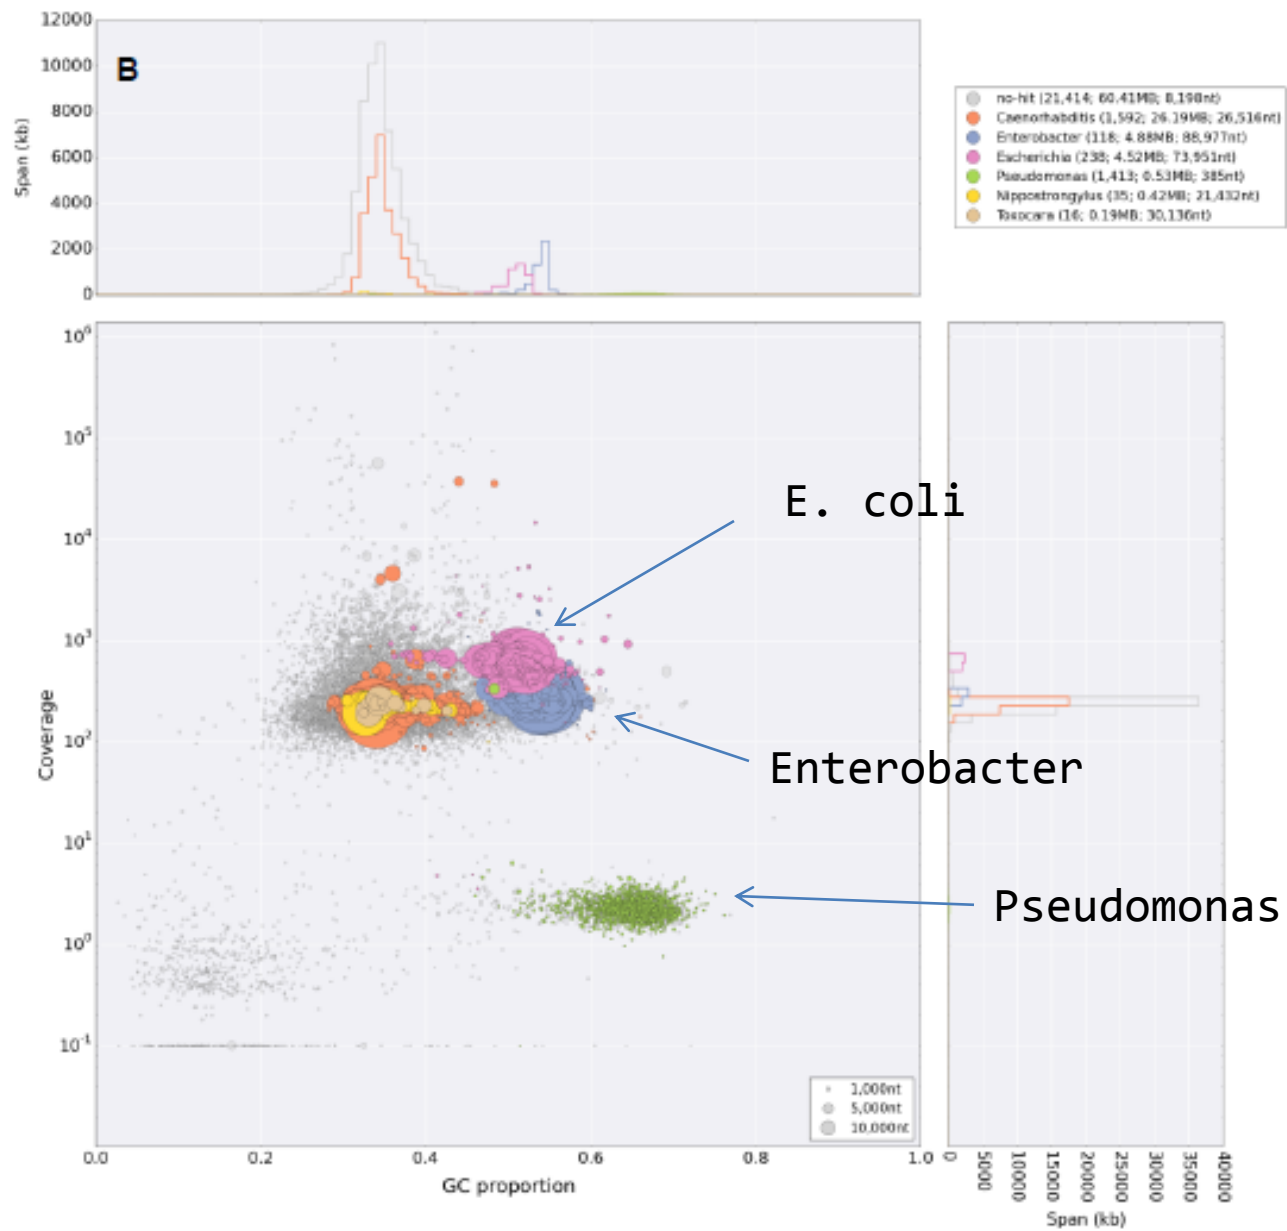 12000
10000
8000
6000
4000
2000
0
Span (kb)
B
no-hit (21,414; 60.41MB; 8,198nt)
Caenorhabditis (1,592; 26.19MB; 26,516nt)
Enterobacter (118; 4.88MB; 88,977nt)
Escherichia (238; 4.52MB; 73,951nt)
Pseudomonas (1,413; 0.53MB; 385nt)
Nippostrongylus (35; 0.42MB; 21,432nt)
Toxocara (16; 0.19MB; 30,136nt)
10⁶
10⁵
10⁴
10³
10²
10¹
10⁰
10⁻¹
Coverage
E. coli
Enterobacter
Pseudomonas
1,000nt
5,000nt
10,000nt
0.0 0.2 0.4 0.6 0.8 1.0
GC proportion
0 5000 10000 15000 20000 25000 30000 35000 40000
Span (kb)